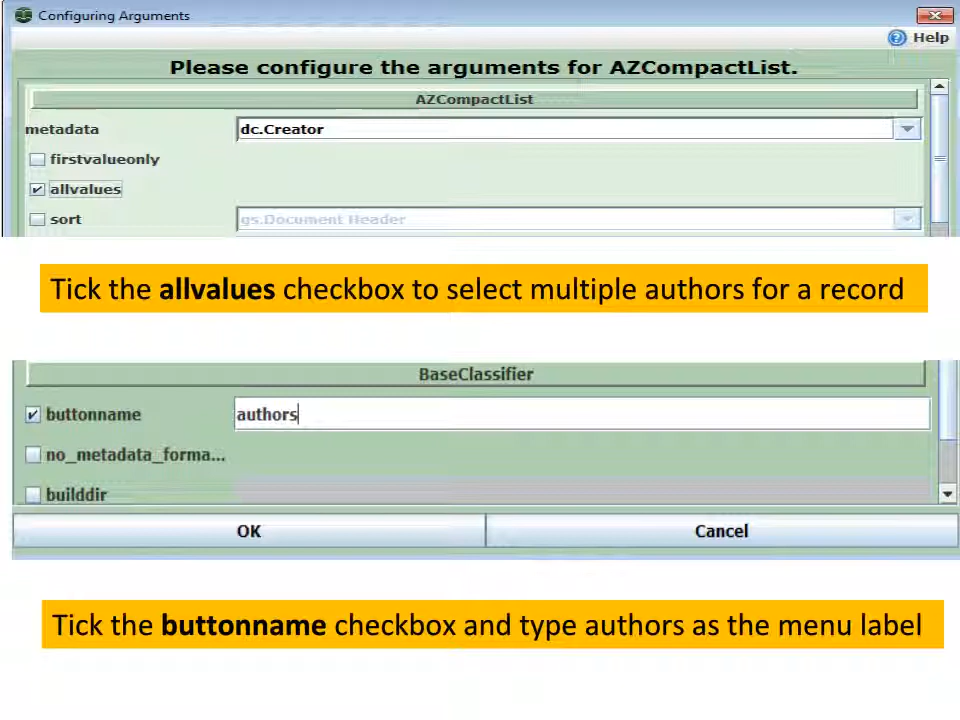 Configuring Arguments
Help
Please configure the arguments for AZCompactList.
AZCompactList
metadata dc.Creator
firstvalueonly
allvalues
sort gs.Document Header
Tick the allvalues checkbox to select multiple authors for a record
BaseClassifier
buttonname authors
no_metadata_forma...
builddir
OK Cancel
Tick the buttonname checkbox and type authors as the menu label